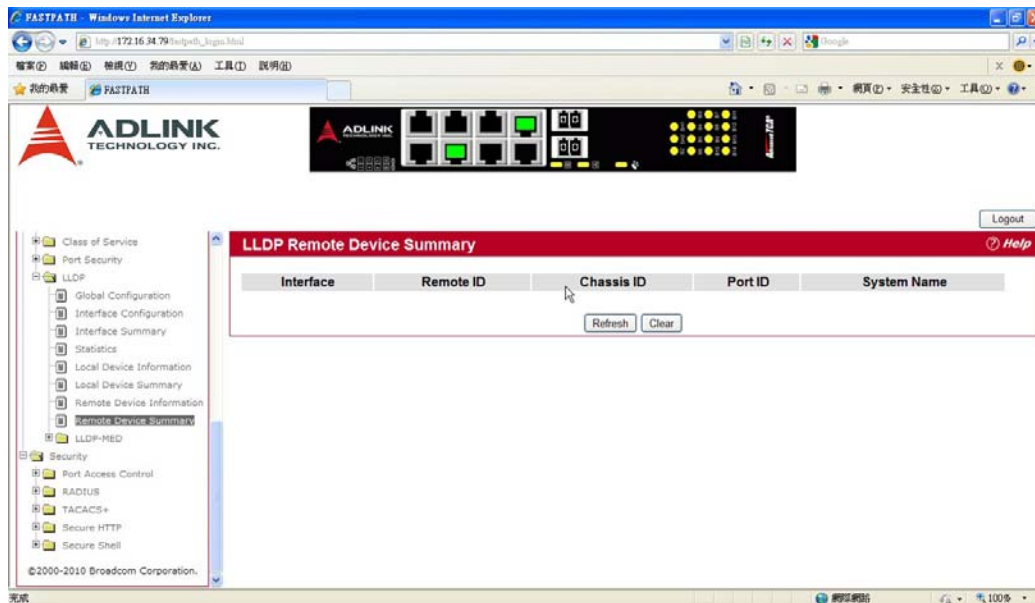 FASTPATH - Windows Internet Explorer
http://172.16.34.79/fastpath_logon.html
Google
檔案(F) 編輯(E) 檢視(V) 我的最愛(A) 工具(T) 說明(H)
我的最愛 FASTPATH
網頁(P) 安全性(S) 工具(O)
ADLINK
TECHNOLOGY INC.
ADLINK
TECHNOLOGY INC.
Logout
Class of Service
Port Security
LLDP
Global Configuration
Interface Configuration
Interface Summary
Statistics
Local Device Information
Local Device Summary
Remote Device Information
Remote Device Summary
LLDP-MED
Security
Port Access Control
RADIUS
TACACS+
Secure HTTP
Secure Shell
©2000-2010 Broadcom Corporation.
LLDP Remote Device Summary
Help
Interface Remote ID Chassis ID Port ID System Name
Refresh Clear
完成
網際網路
100%